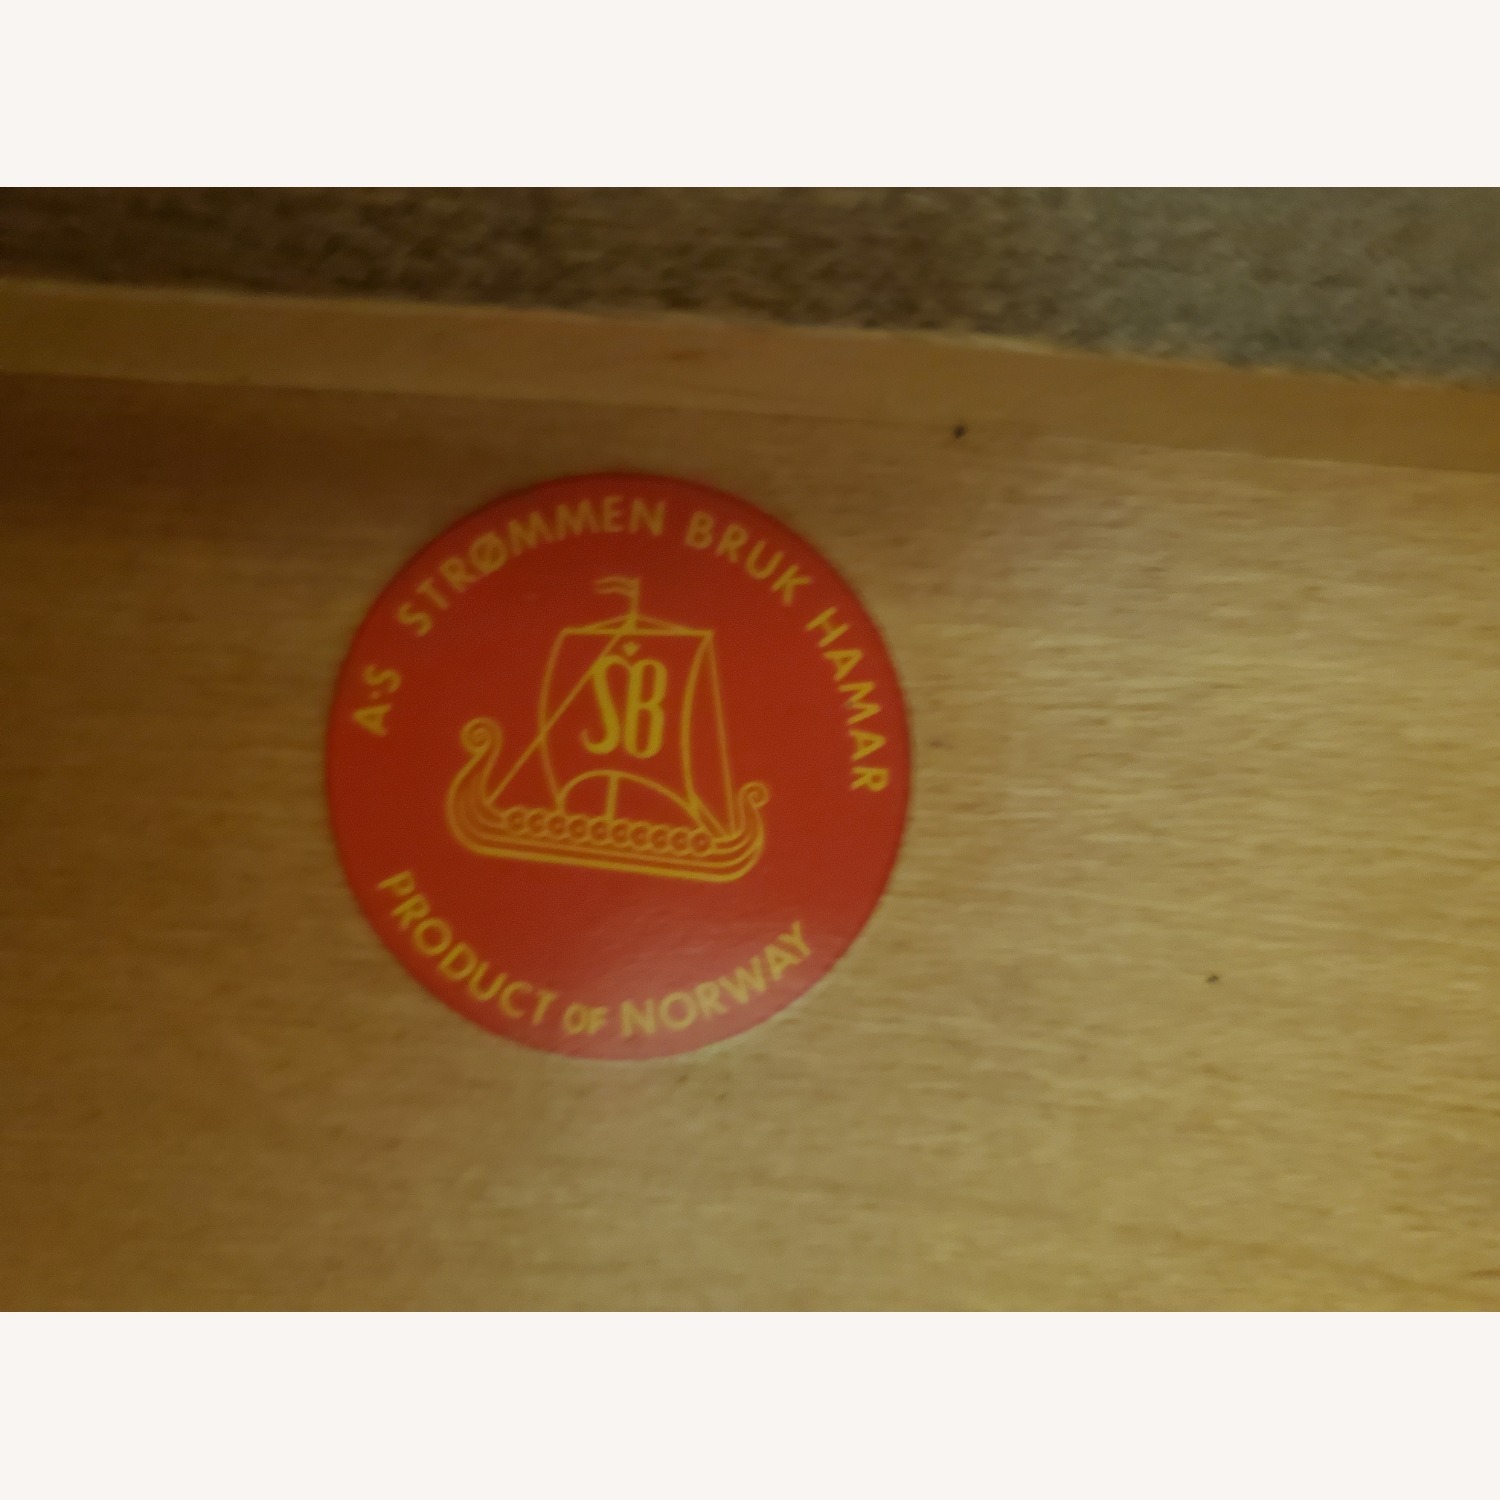 A·S STRØMMEN BRUK HAMAR
SB
PRODUCT OF NORWAY